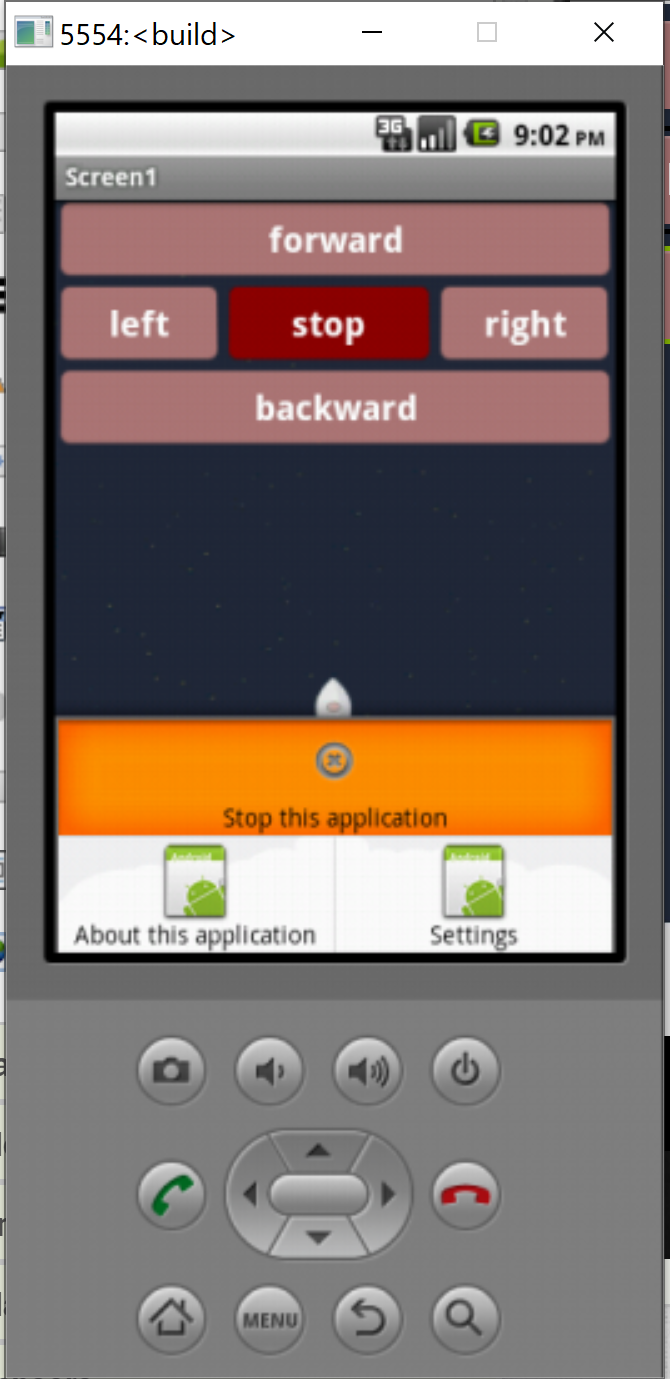 5554:<build>
3G 9:02 PM
Screen1
forward
left stop right
backward
Stop this application
Android Android
About this application Settings
MENU